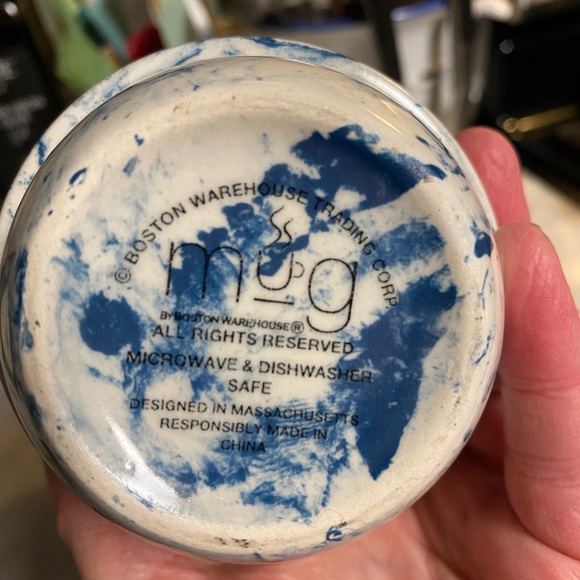 © BOSTON WAREHOUSE TRADING CORP
mug
BY BOSTON WAREHOUSE®
ALL RIGHTS RESERVED
MICROWAVE & DISHWASHER
SAFE
DESIGNED IN MASSACHUSETTS
RESPONSIBLY MADE IN
CHINA